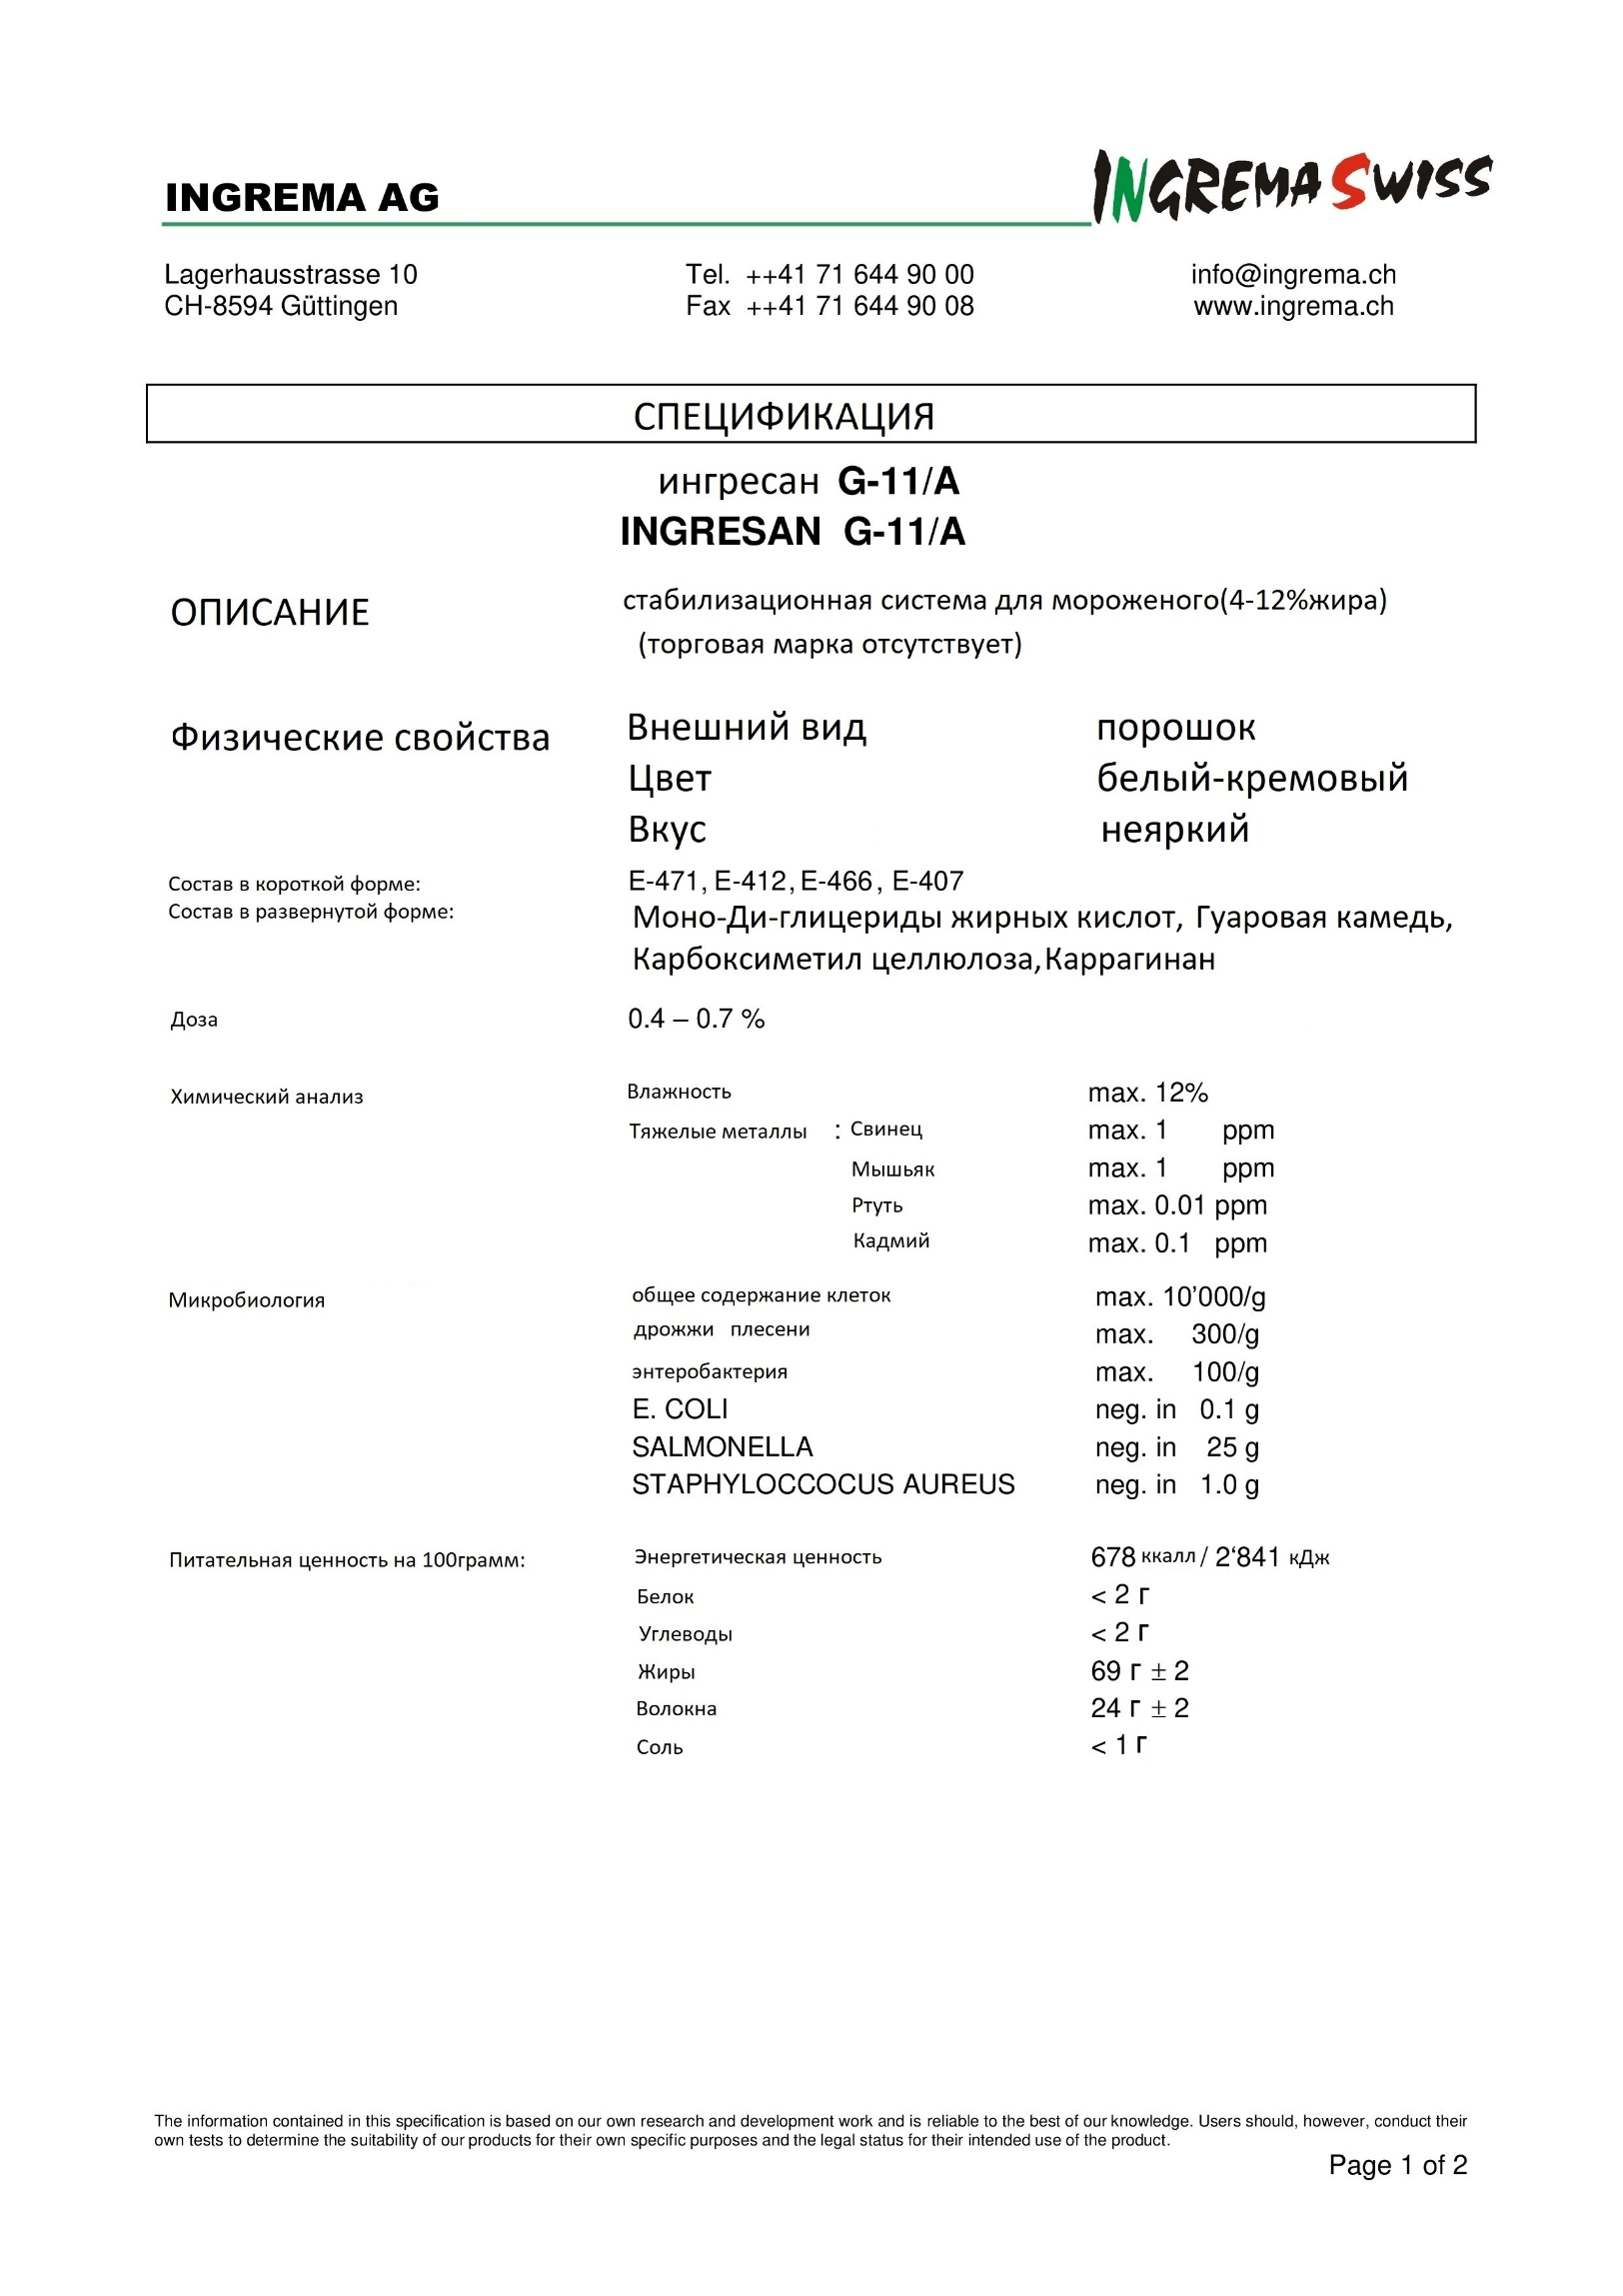 INGREMA AG
INGREMA SWISS
Lagerhausstrasse 10 Tel. ++41 71 644 90 00 info@ingrema.ch
CH-8594 Güttingen Fax ++41 71 644 90 08 www.ingrema.ch
СПЕЦИФИКАЦИЯ
ингресан G-11/A
INGRESAN G-11/A
ОПИСАНИЕ стабилизационная система для мороженого(4-12%жира)
(торговая марка отсутствует)
Физические свойства Внешний вид порошок
Цвет белый-кремовый
Вкус неяркий
Состав в короткой форме: E-471, E-412, E-466, E-407
Состав в развернутой форме: Моно-Ди-глицериды жирных кислот, Гуаровая камедь,
Карбоксиметил целлюлоза, Каррагинан
Доза 0.4 – 0.7 %
Химический анализ Влажность max. 12%
Тяжелые металлы : Свинец max. 1 ppm
Мышьяк max. 1 ppm
Ртуть max. 0.01 ppm
Кадмий max. 0.1 ppm
Микробиология общее содержание клеток max. 10’000/g
дрожжи плесени max. 300/g
энтеробактерия max. 100/g
E. COLI neg. in 0.1 g
SALMONELLA neg. in 25 g
STAPHYLOCCOCUS AUREUS neg. in 1.0 g
Питательная ценность на 100грамм: Энергетическая ценность 678 ккалл / 2‘841 кДж
Белок < 2 г
Углеводы < 2 г
Жиры 69 г ± 2
Волокна 24 г ± 2
Соль < 1 г
The information contained in this specification is based on our own research and development work and is reliable to the best of our knowledge. Users should, however, conduct their
own tests to determine the suitability of our products for their own specific purposes and the legal status for their intended use of the product.
Page 1 of 2